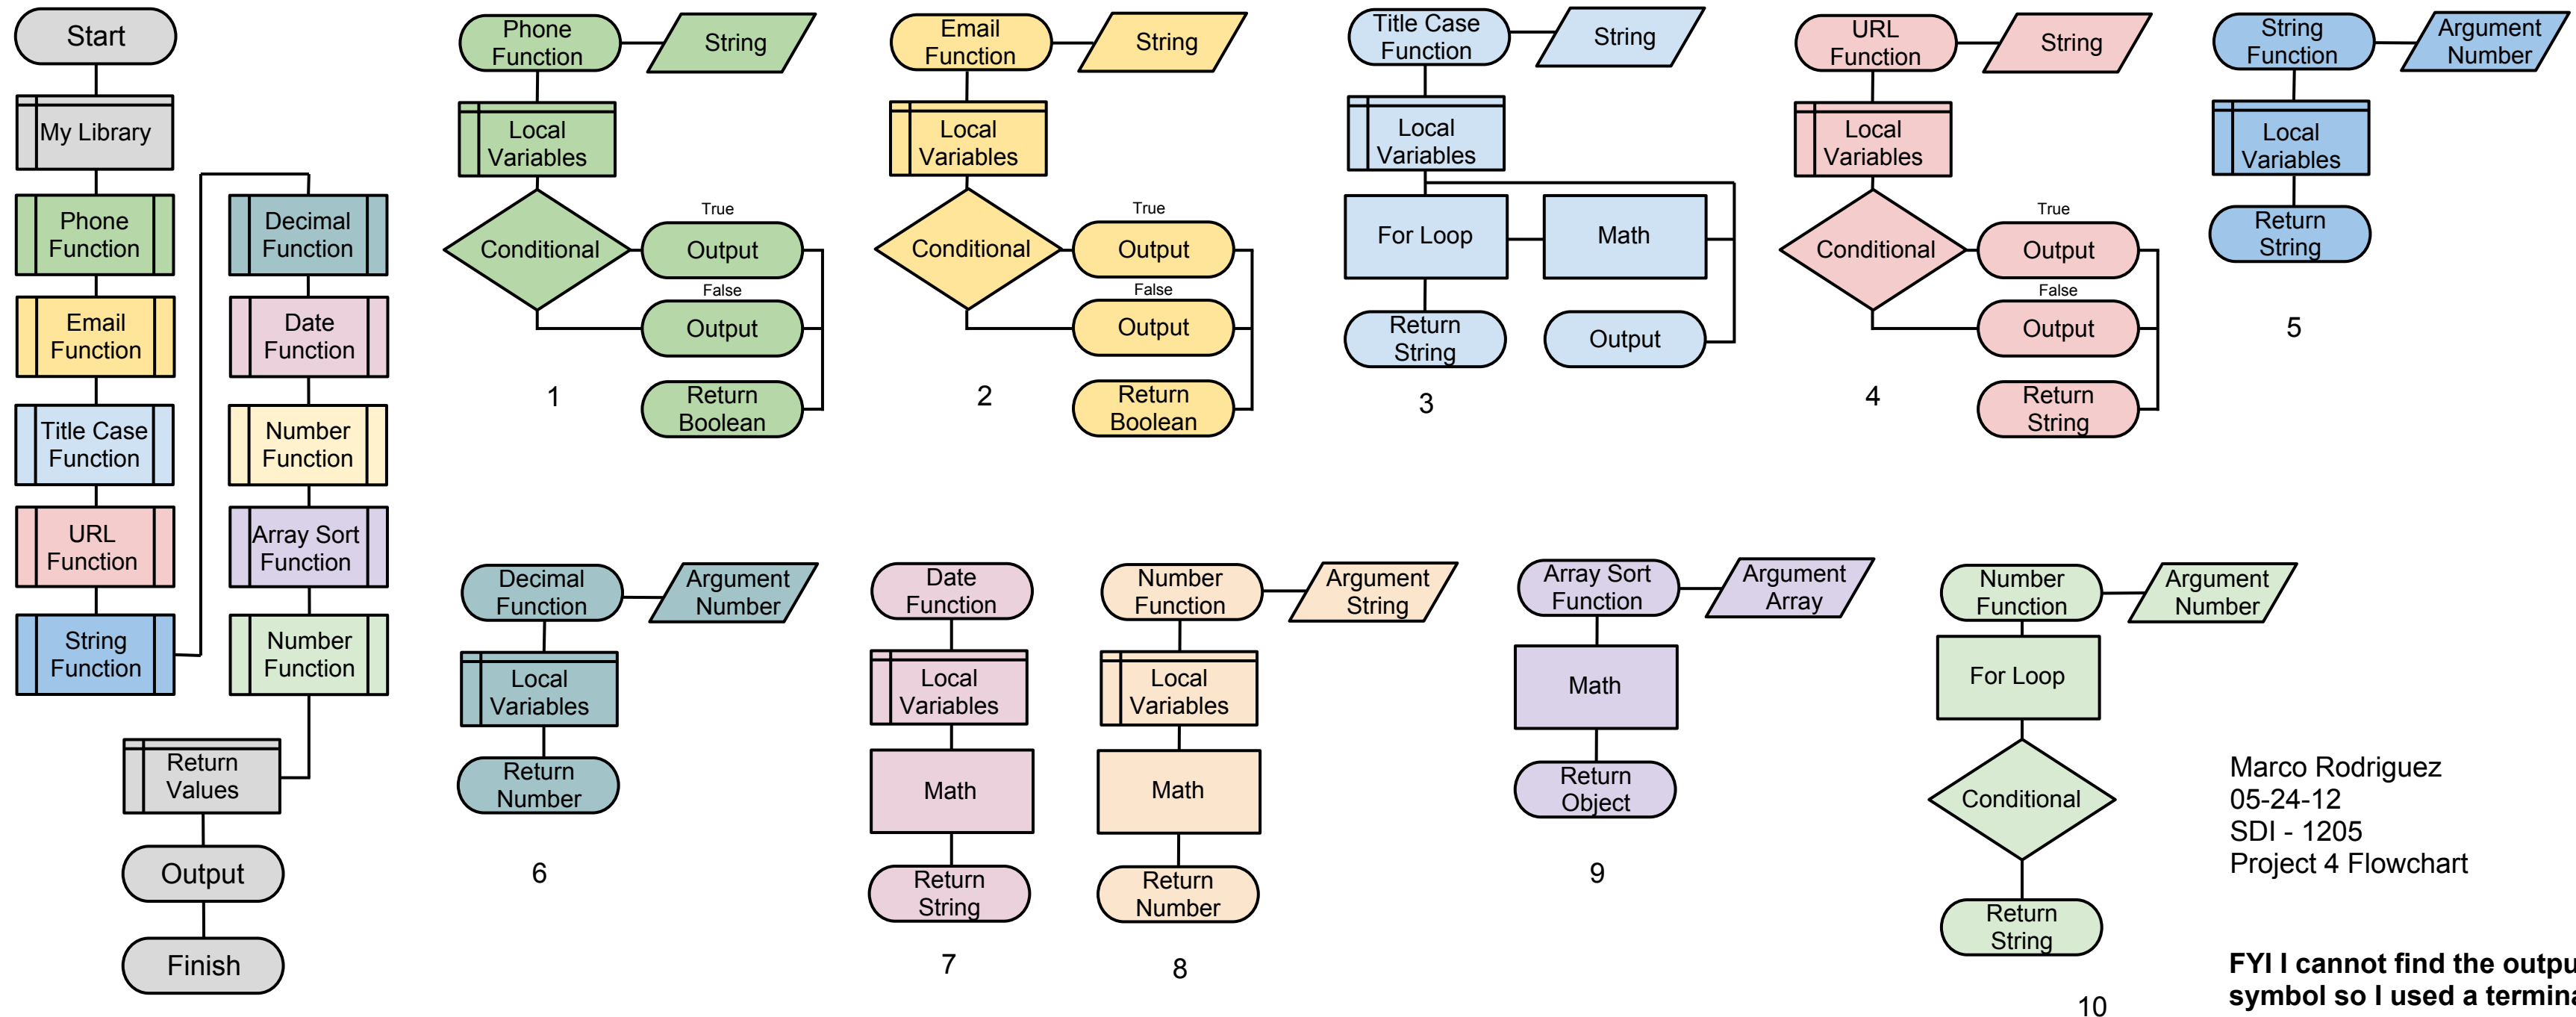 Start
My Library
Phone
Function
Email
Function
Title Case
Function
URL
Function
String
Function
Decimal
Function
Date
Function
Number
Function
Array Sort
Function
Number
Function
Return
Values
Output
Finish
Phone
Function
String
Local
Variables
Conditional
True
Output
False
Output
Return
Boolean
1
Email
Function
String
Local
Variables
Conditional
True
Output
False
Output
Return
Boolean
2
Title Case
Function
String
Local
Variables
For Loop
Math
Return
String
Output
3
URL
Function
String
Local
Variables
Conditional
True
Output
False
Output
Return
String
4
String
Function
Argument
Number
Local
Variables
Return
String
5
Decimal
Function
Argument
Number
Local
Variables
Return
Number
6
Date
Function
Local
Variables
Math
Return
String
7
Number
Function
Argument
String
Local
Variables
Math
Return
Number
8
Array Sort
Function
Argument
Array
Math
Return
Object
9
Number
Function
Argument
Number
For Loop
Conditional
Return
String
10
Marco Rodriguez
05-24-12
SDI - 1205
Project 4 Flowchart
FYI I cannot find the outpu
symbol so I used a termina